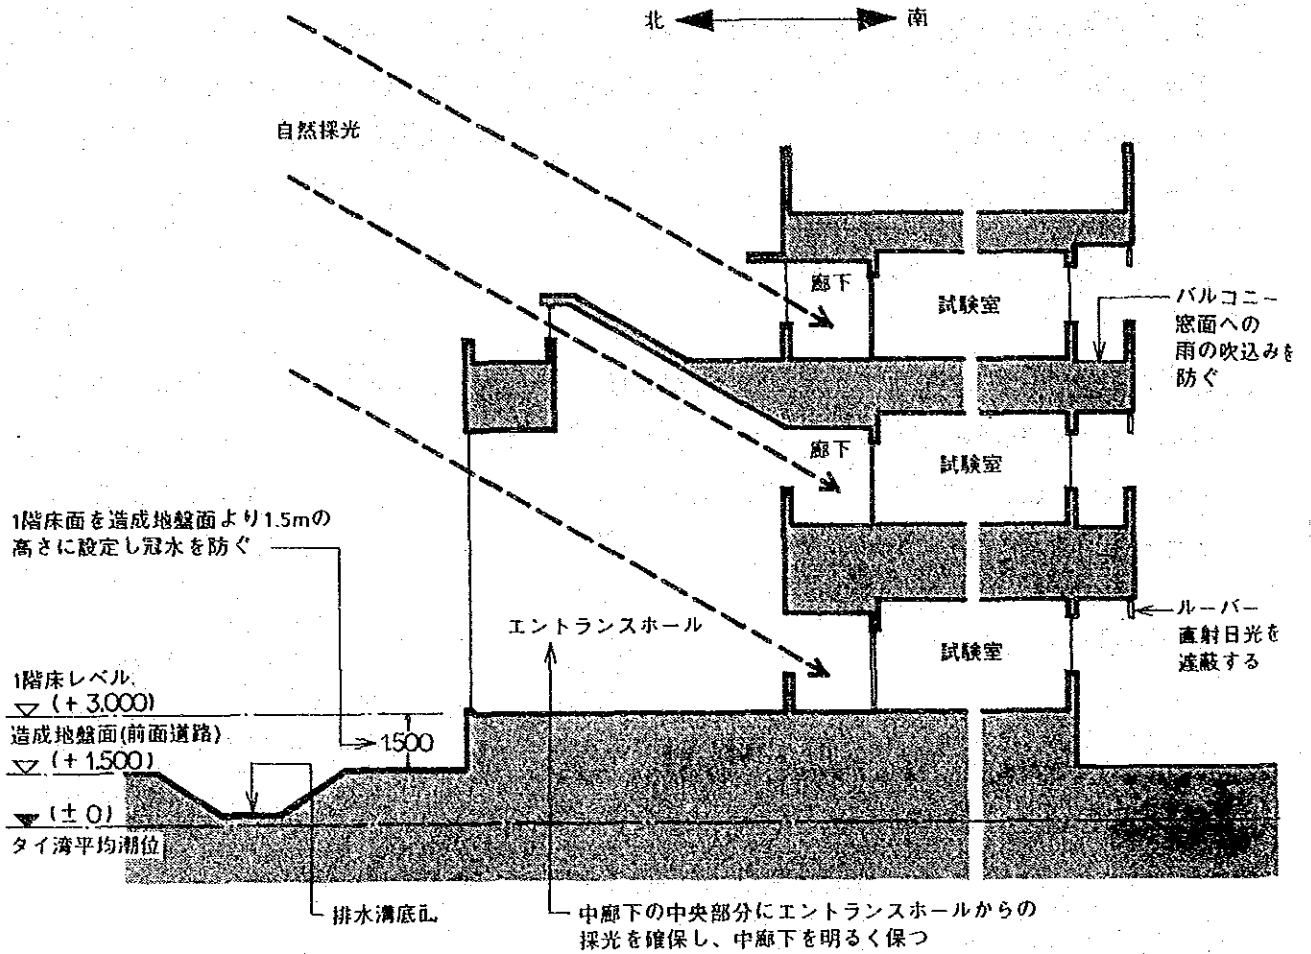 北
南
自然採光
廊下
試験室
バルコニー
窓面への
雨の吹込みを
防ぐ
廊下
試験室
1階床面を造成地盤面より1.5mの
高さに設定し冠水を防ぐ
エントランスホール
試験室
ルーバー
直射日光を
遮蔽する
1階床レベル
(+3.000)
造成地盤面(前面道路)
1.500
(+1.500)
(±0)
タイ湾平均潮位
排水溝底
中廊下の中央部分にエントランスホールからの
採光を確保し、中廊下を明るく保つ